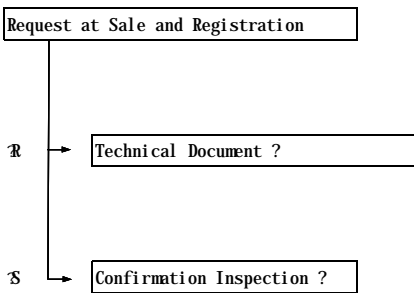 Request at Sale and Registration
R
Technical Document ?
S
Confirmation Inspection ?